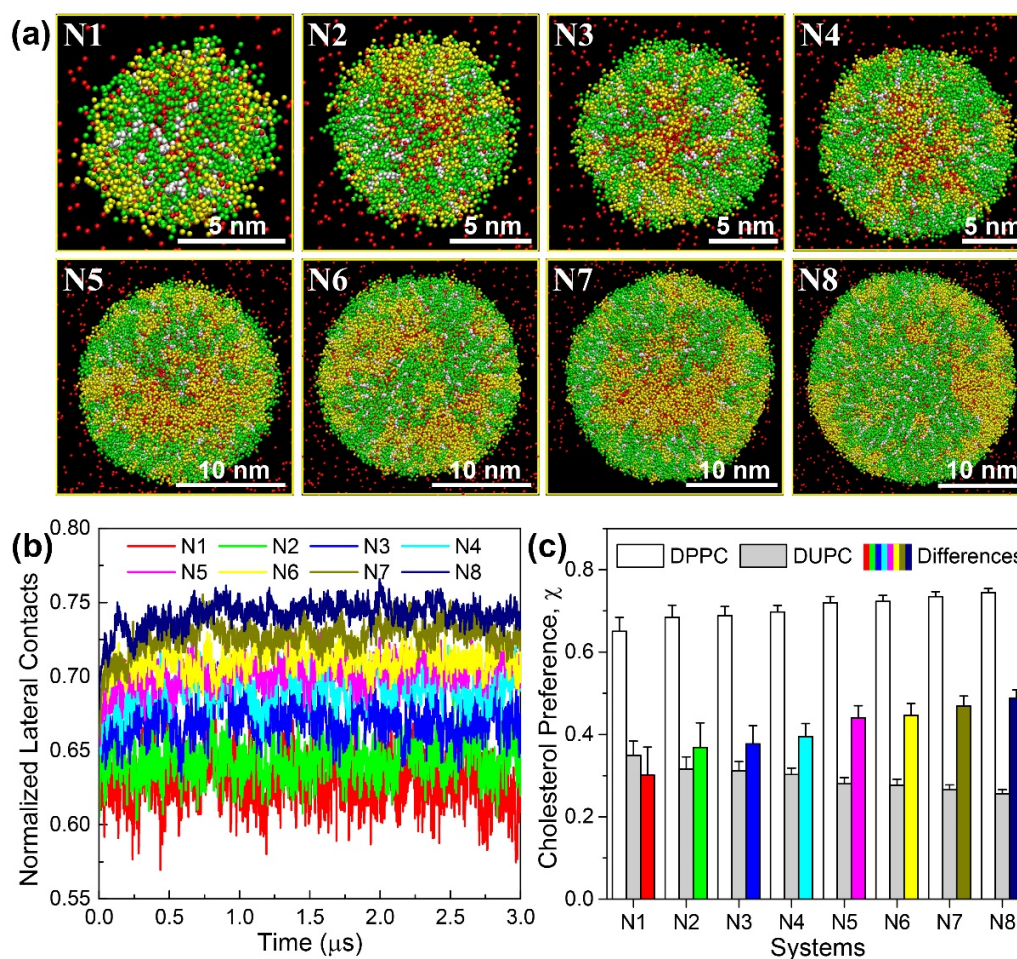 (a)
N1 N2 N3 N4
5 nm 5 nm 5 nm 5 nm
N5 N6 N7 N8
10 nm 10 nm 10 nm 10 nm
(b)
N1 N2 N3 N4
N5 N6 N7 N8
0.80
0.75
0.70
0.65
0.60
0.55
Normalized Lateral Contacts
0.0 0.5 1.0 1.5 2.0 2.5 3.0
Time (μs)
(c)
DPPC DUPC Differences
0.8
0.6
0.4
0.2
0.0
Cholesterol Preference, χ
N1 N2 N3 N4 N5 N6 N7 N8
Systems